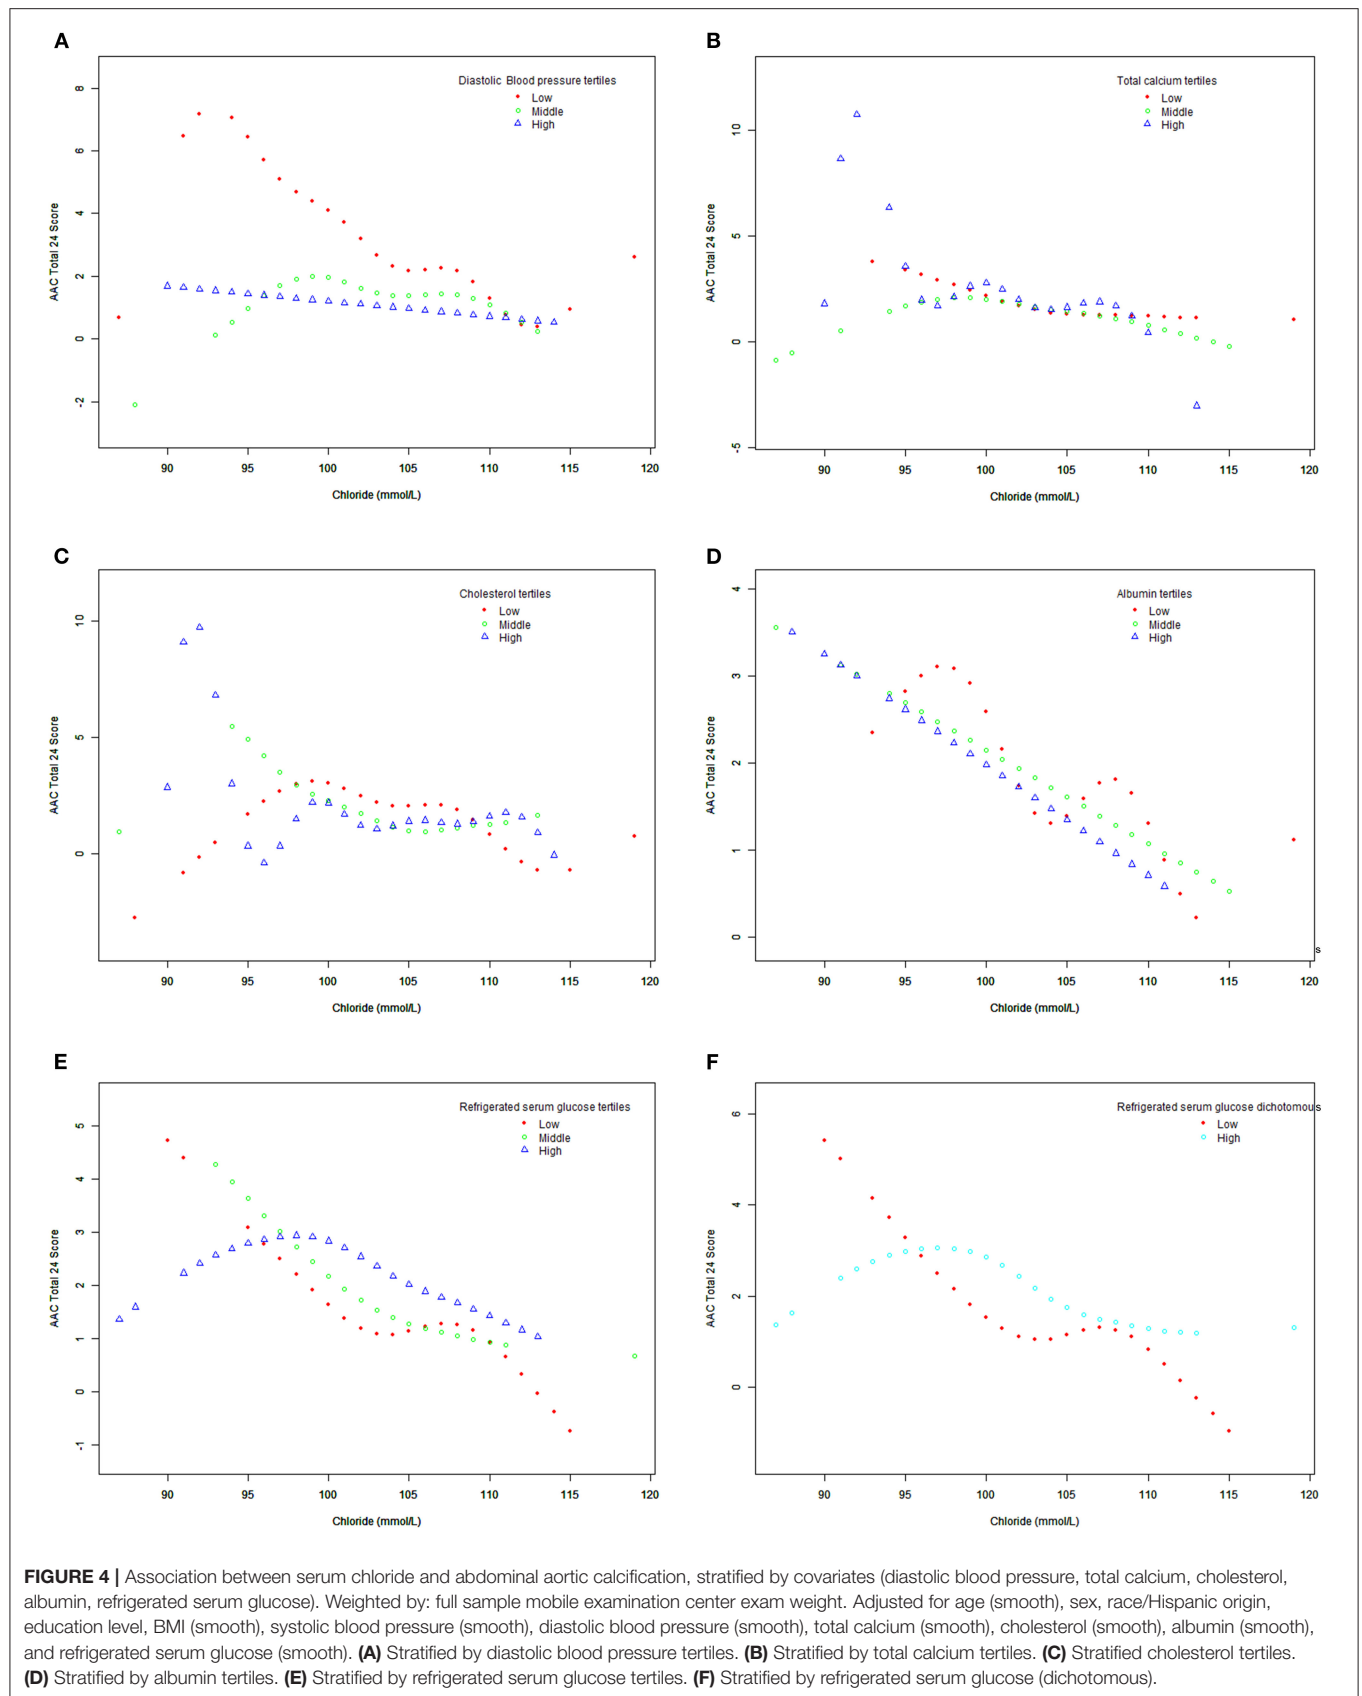 A
Diastolic Blood pressure tertiles
Low
Middle
High
8
6
4
2
0
-2
AAC Total 24 Score
90 95 100 105 110 115 120
Chloride (mmol/L)
B
Total calcium tertiles
Low
Middle
High
10
5
0
-5
AAC Total 24 Score
90 95 100 105 110 115 120
Chloride (mmol/L)
C
Cholesterol tertiles
Low
Middle
High
10
5
0
AAC Total 24 Score
90 95 100 105 110 115 120
Chloride (mmol/L)
D
Albumin tertiles
Low
Middle
High
4
3
2
1
0
AAC Total 24 Score
s
90 95 100 105 110 115 120
Chloride (mmol/L)
E
Refrigerated serum glucose tertiles
Low
Middle
High
5
4
3
2
1
0
-1
AAC Total 24 Score
90 95 100 105 110 115 120
Chloride (mmol/L)
F
Refrigerated serum glucose dichotomous
Low
High
6
4
2
0
AAC Total 24 Score
90 95 100 105 110 115 120
Chloride (mmol/L)
FIGURE 4 | Association between serum chloride and abdominal aortic calcification, stratified by covariates (diastolic blood pressure, total calcium, cholesterol,
albumin, refrigerated serum glucose). Weighted by: full sample mobile examination center exam weight. Adjusted for age (smooth), sex, race/Hispanic origin,
education level, BMI (smooth), systolic blood pressure (smooth), diastolic blood pressure (smooth), total calcium (smooth), cholesterol (smooth), albumin (smooth),
and refrigerated serum glucose (smooth). (A) Stratified by diastolic blood pressure tertiles. (B) Stratified by total calcium tertiles. (C) Stratified cholesterol tertiles.
(D) Stratified by albumin tertiles. (E) Stratified by refrigerated serum glucose tertiles. (F) Stratified by refrigerated serum glucose (dichotomous).